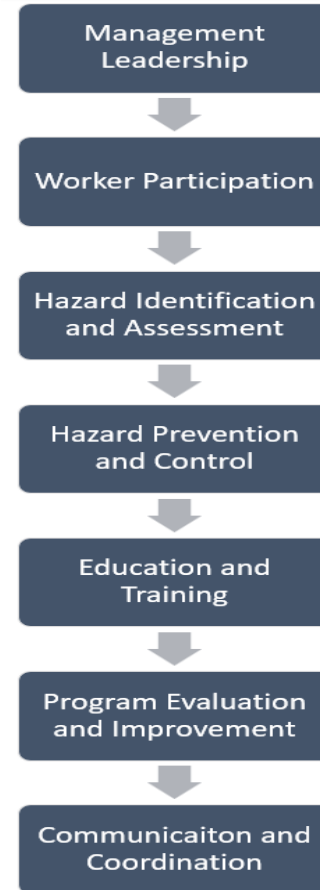 Management
Leadership
Worker Participation
Hazard Identification
and Assessment
Hazard Prevention
and Control
Education and
Training
Program Evaluation
and Improvement
Communicaiton and
Coordination